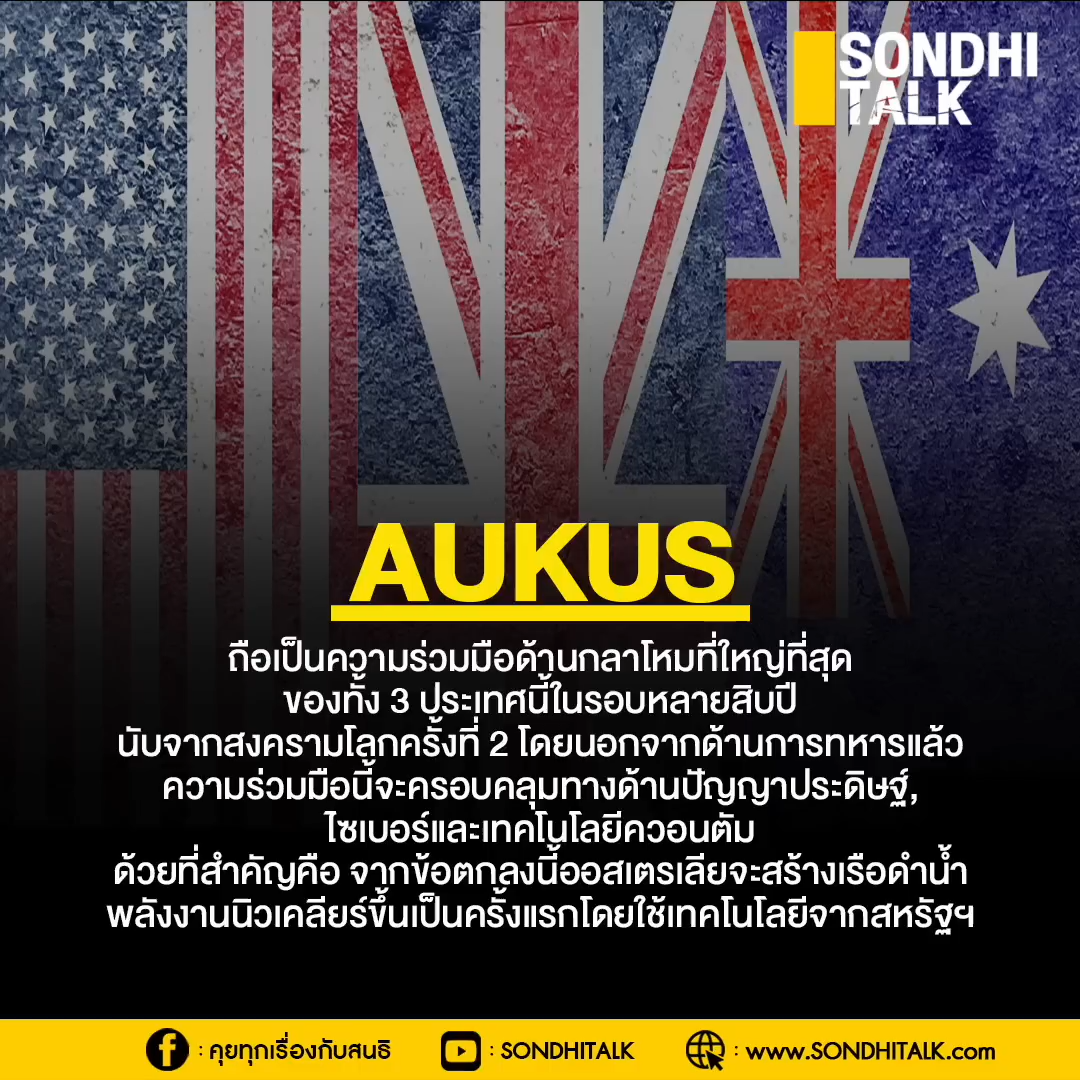 SONDHI
TALK
AUKUS
ถือเป็นความร่วมมือด้านกลาโหมที่ใหญ่ที่สุด
ของทั้ง 3 ประเทศนี้ในรอบหลายสิบปี
นับจากสงครามโลกครั้งที่ 2 โดยนอกจากด้านการทหารแล้ว
ความร่วมมือนี้จะครอบคลุมทางด้านปัญญาประดิษฐ์,
ไซเบอร์และเทคโนโลยีควอนตัม
ด้วยที่สำคัญคือ จากข้อตกลงนี้ออสเตรเลียจะสร้างเรือดำน้ำ
พลังงานนิวเคลียร์ขึ้นเป็นครั้งแรกโดยใช้เทคโนโลยีจากสหรัฐฯ
: คุยทุกเรื่องกับสนธิ : SONDHITALK : www.SONDHITALK.com